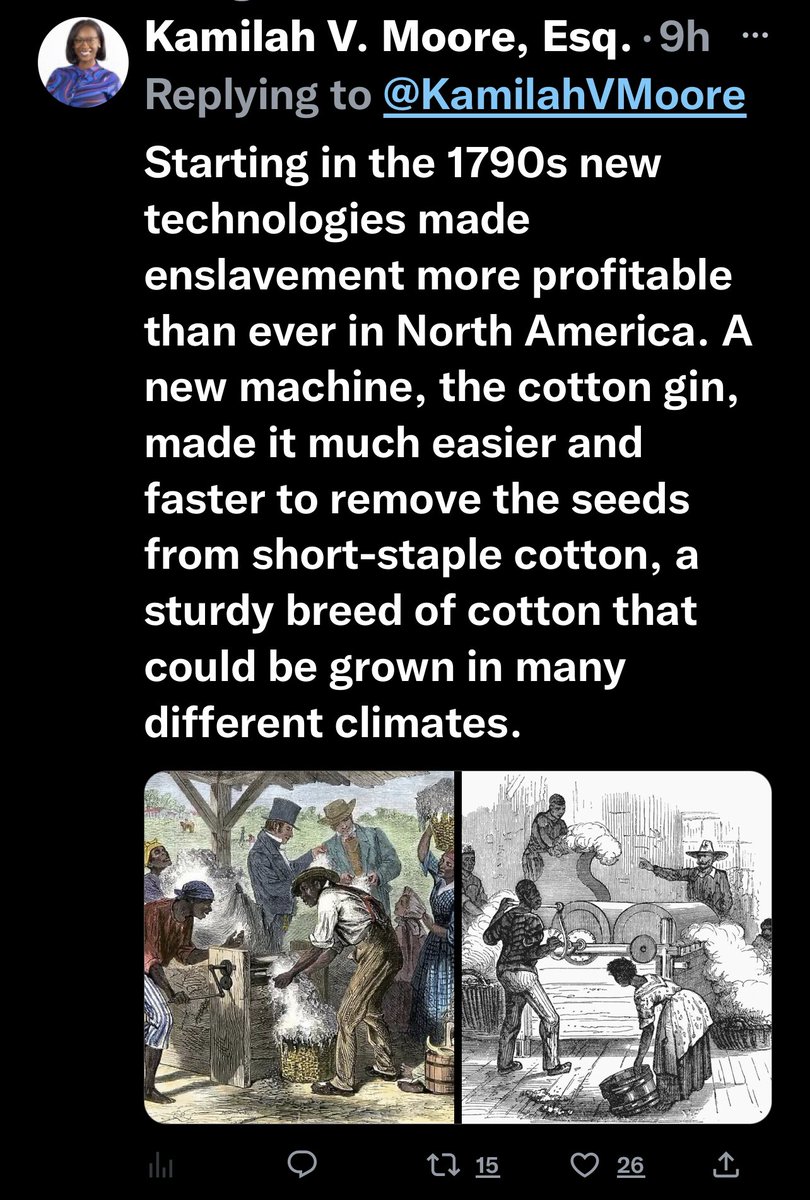 Kamilah V. Moore, Esq. · 9h
Replying to @KamilahVMoore
Starting in the 1790s new
technologies made
enslavement more profitable
than ever in North America. A
new machine, the cotton gin,
made it much easier and
faster to remove the seeds
from short-staple cotton, a
sturdy breed of cotton that
could be grown in many
different climates.
15 26